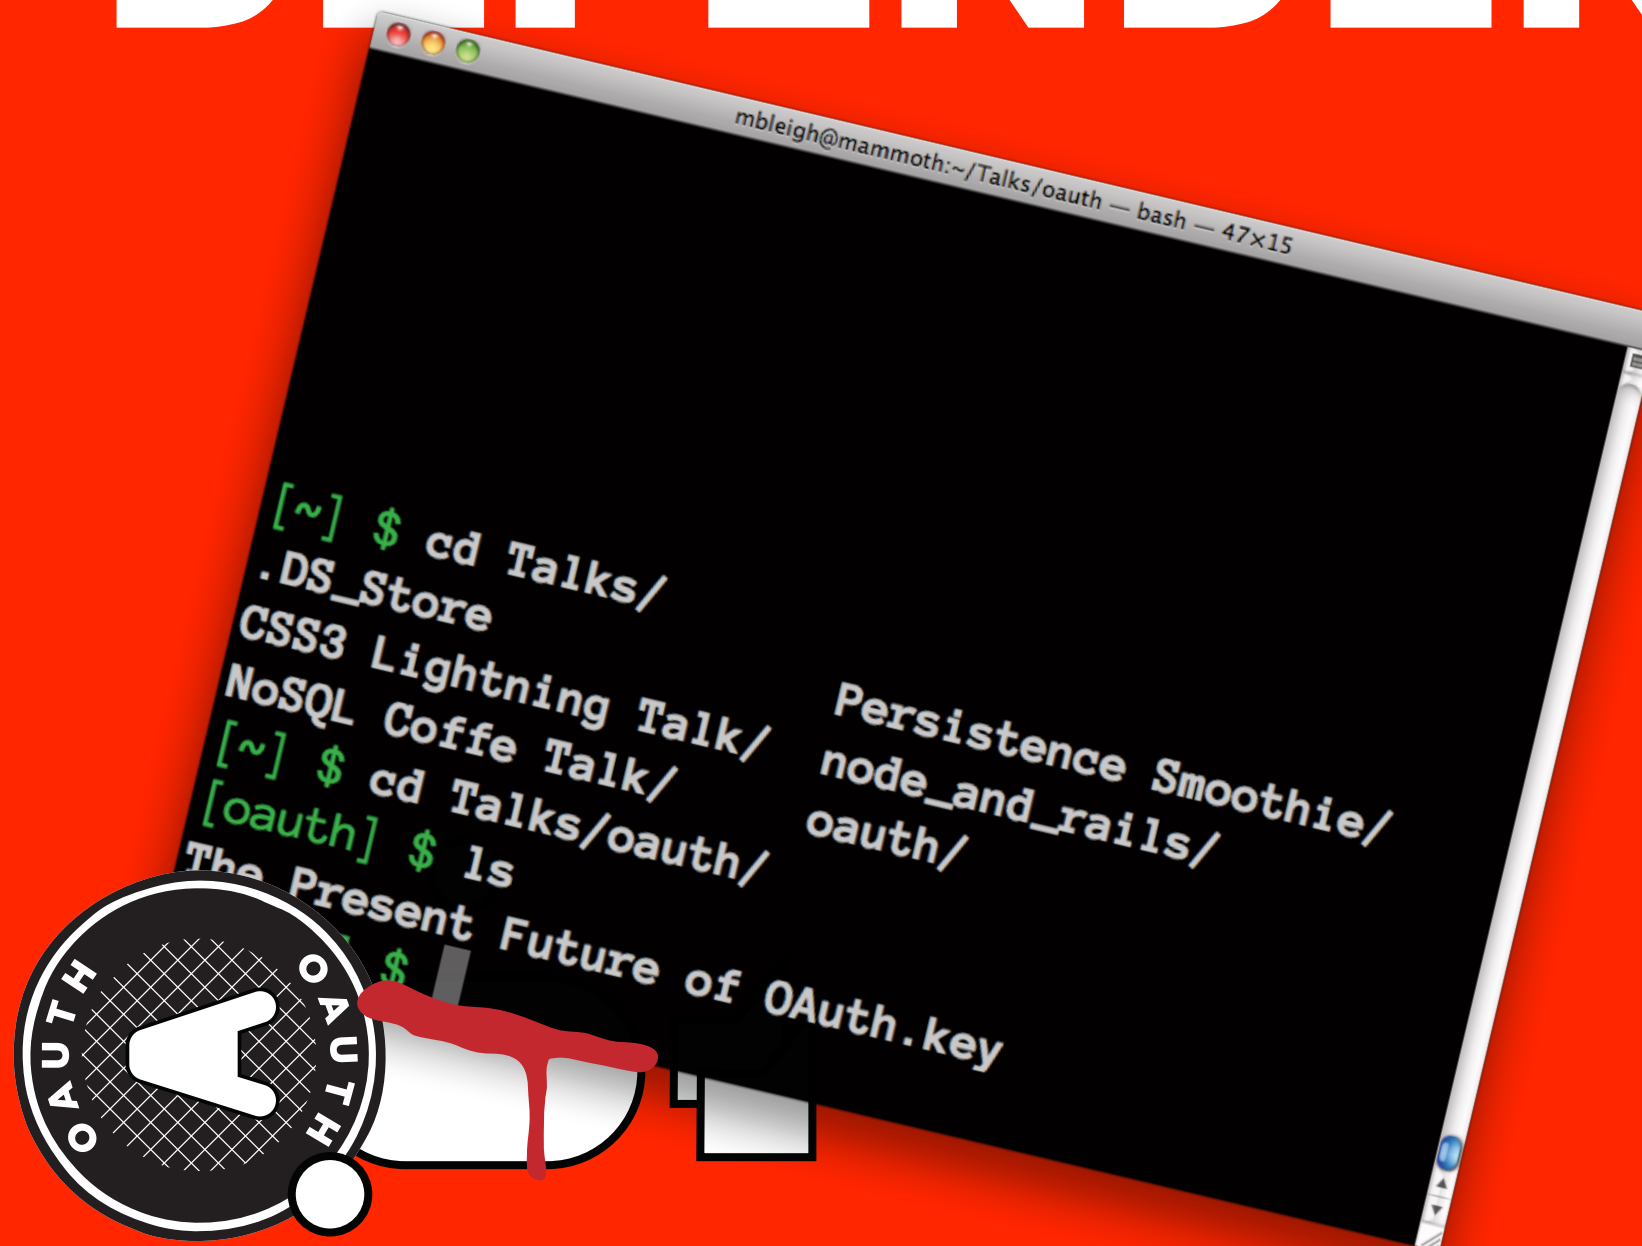 mbleigh@mammoth:~/Talks/oauth — bash — 47×15
[~] $ cd Talks/
.DS_Store Persistence Smoothie/
CSS3 Lightning Talk/ node_and_rails/
NoSQL Coffe Talk/ oauth/
[~] $ cd Talks/oauth/
[oauth] $ ls
The Present Future of OAuth.key
$
OAUTH
OAUTH